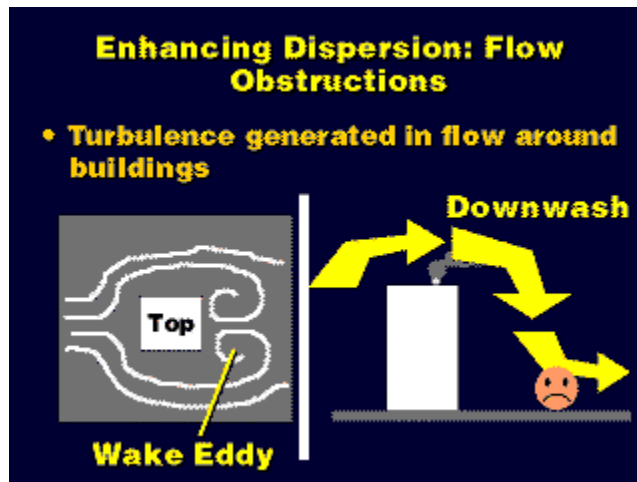 Enhancing Dispersion: Flow
Obstructions
• Turbulence generated in flow around
buildings
Downwash
Top
Wake Eddy